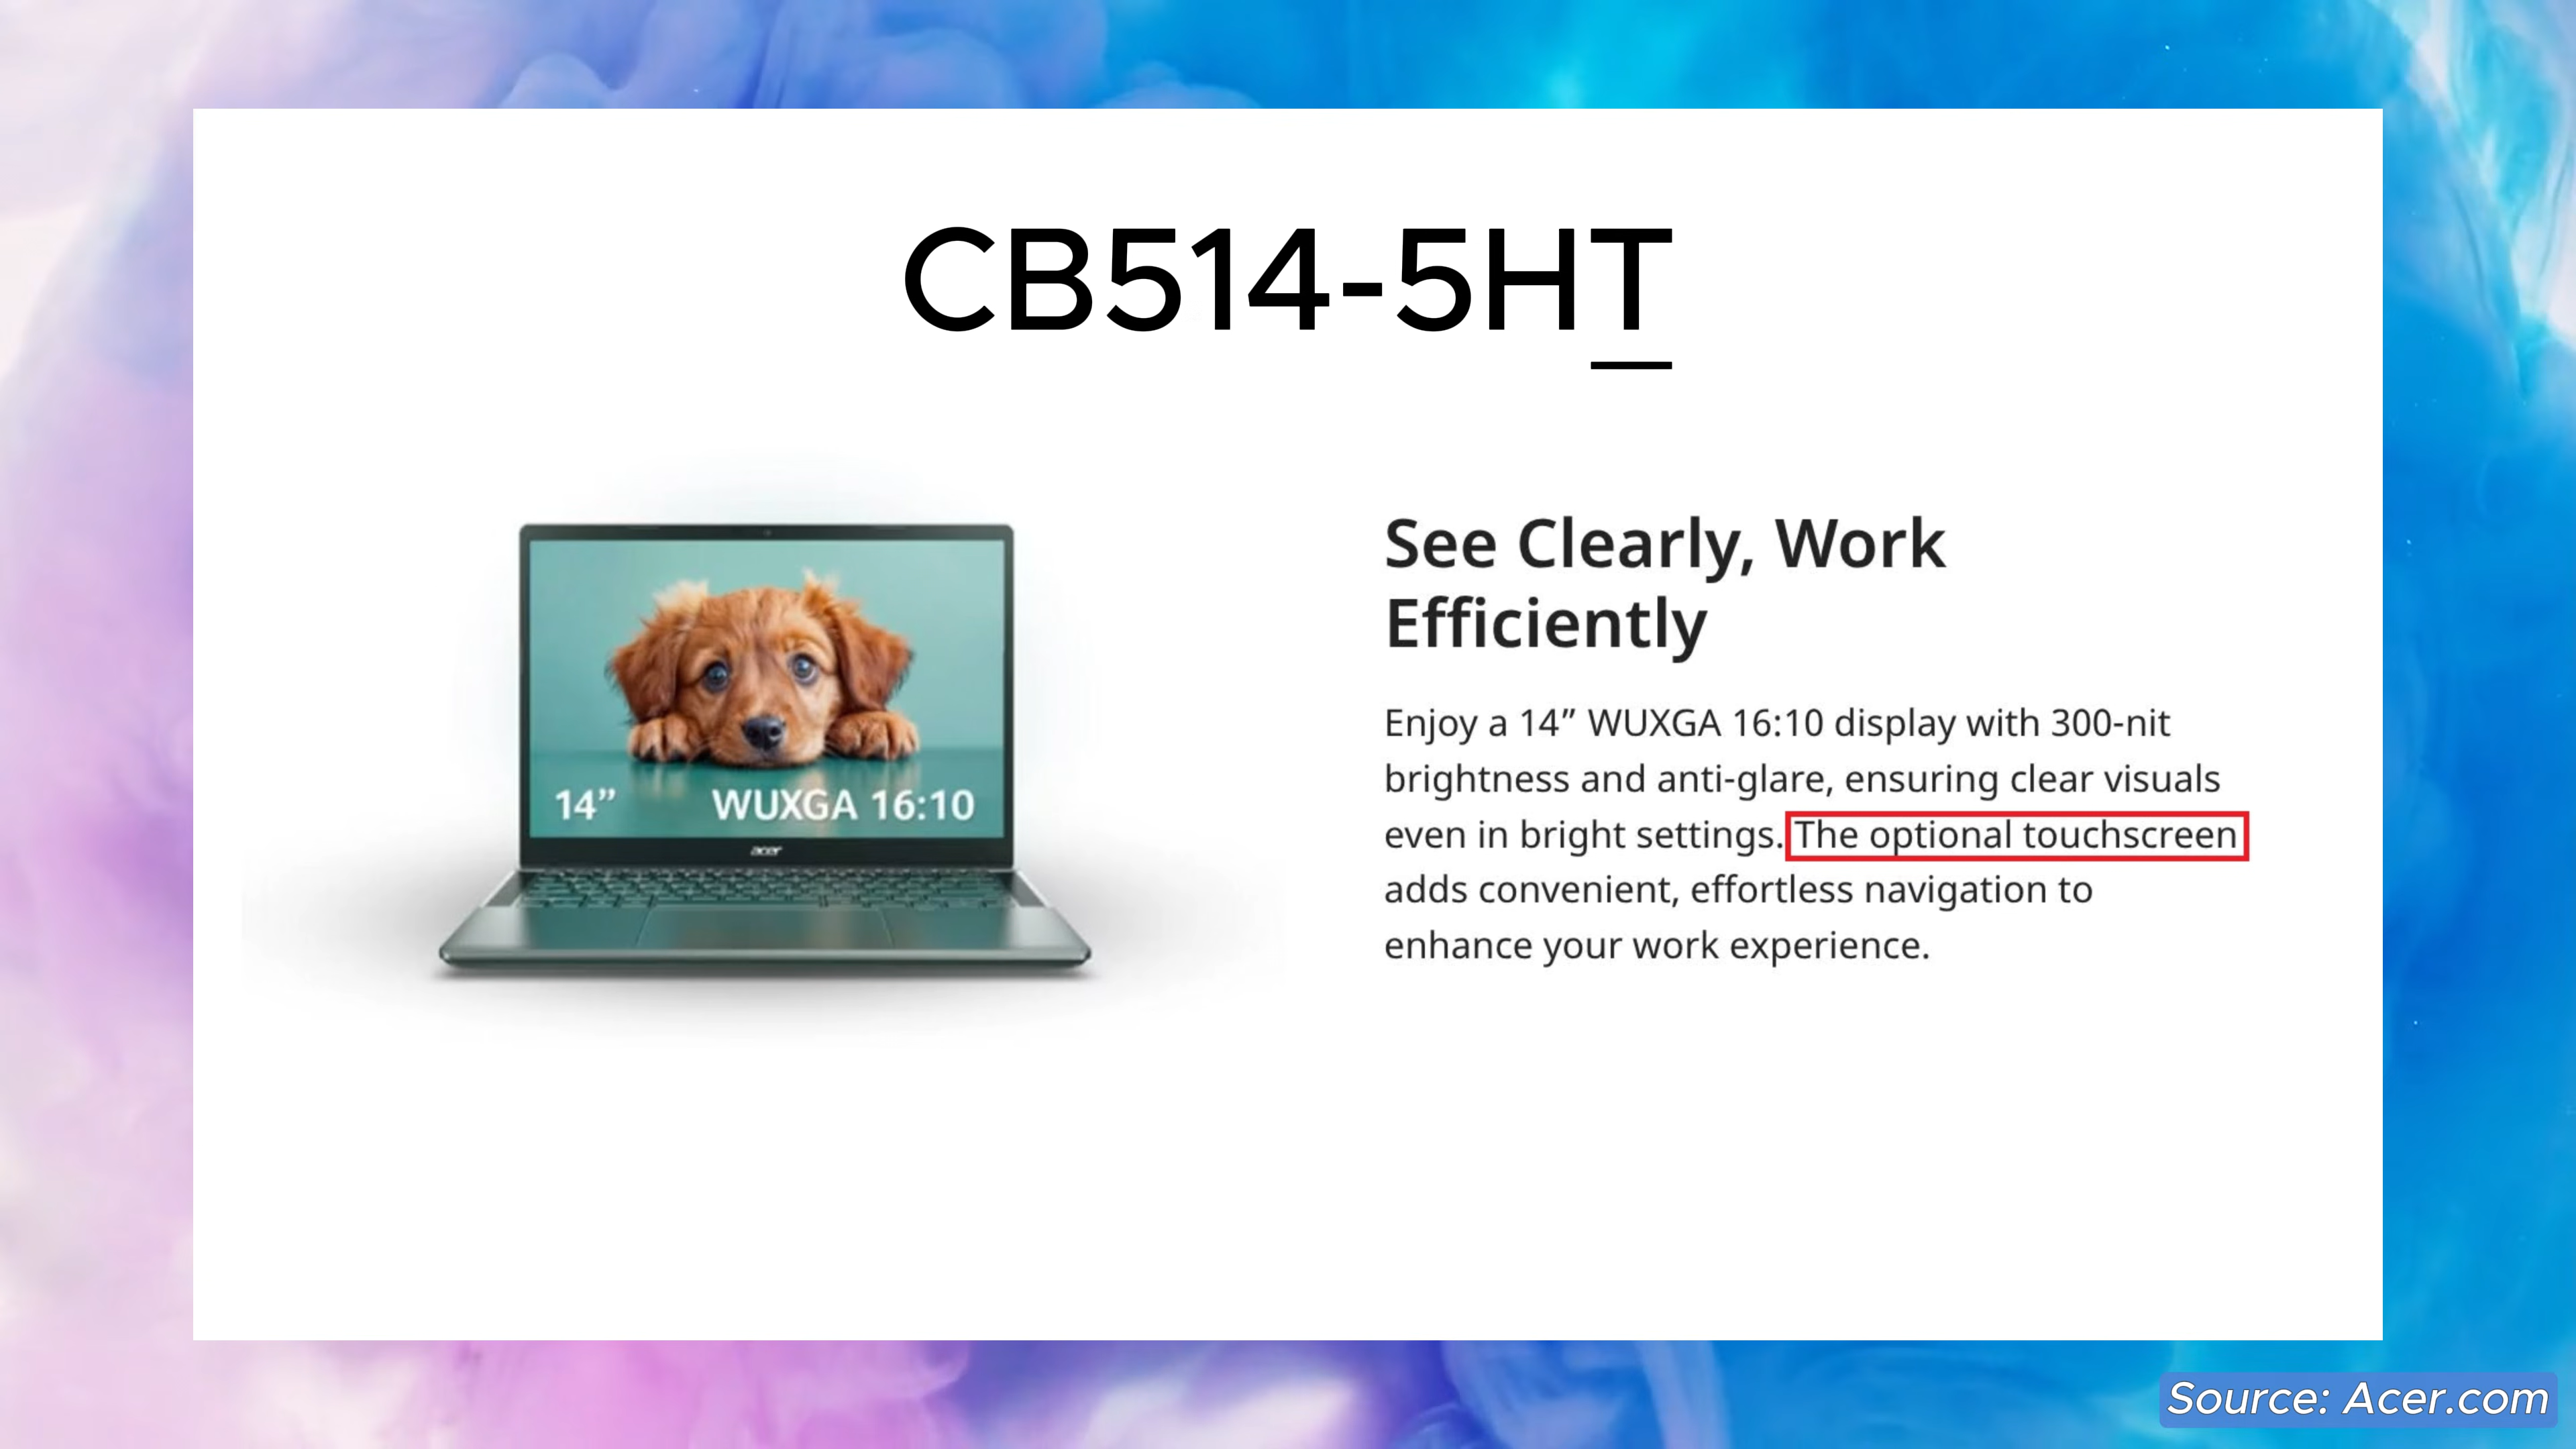 CB514-5HT
14” WUXGA 16:10
acer
See Clearly, Work
Efficiently
Enjoy a 14” WUXGA 16:10 display with 300-nit
brightness and anti-glare, ensuring clear visuals
even in bright settings. The optional touchscreen
adds convenient, effortless navigation to
enhance your work experience.
Source: Acer.com